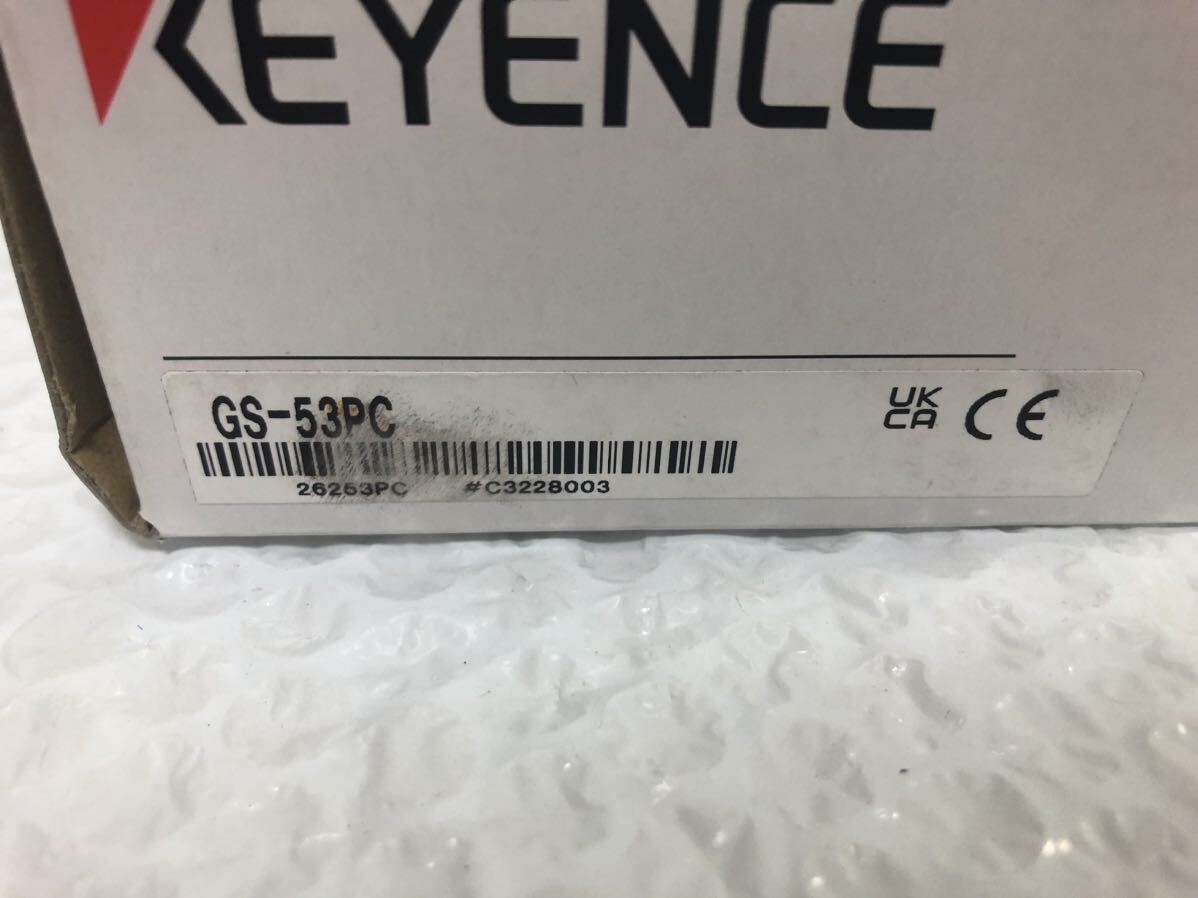 KEYENCE
GS-53PC
UK
CA CE
26253PC #C3228003